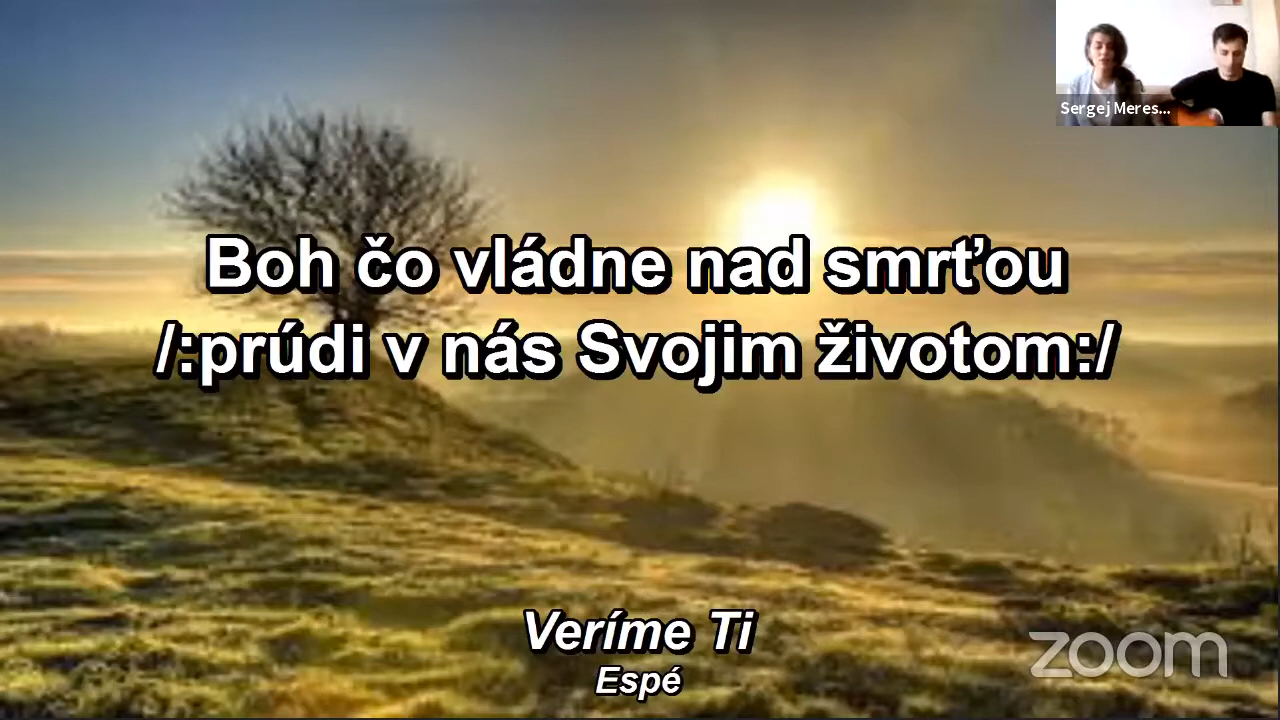 Sergej Meres...
Boh čo vládne nad smrťou
/:prúdi v nás Svojim životom:/
Veríme Ti
Espé
zoom